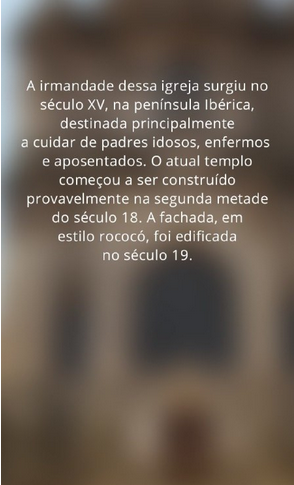 A irmandade dessa igreja surgiu no
século XV, na península Ibérica,
destinada principalmente
a cuidar de padres idosos, enfermos
e aposentados. O atual templo
começou a ser construído
provavelmente na segunda metade
do século 18. A fachada, em
estilo rococó, foi edificada
no século 19.